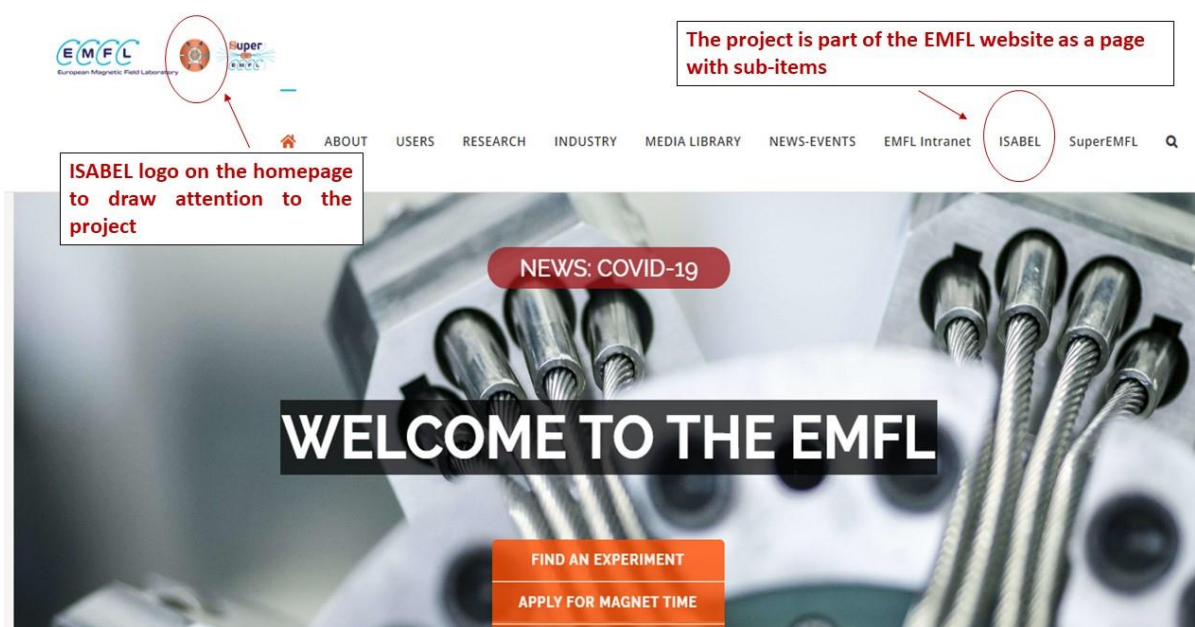 EMFL
European Magnetic Field Laboratory
Super
EMFL
The project is part of the EMFL website as a page
with sub-items
ABOUT USERS RESEARCH INDUSTRY MEDIA LIBRARY NEWS-EVENTS EMFL Intranet ISABEL SuperEMFL
ISABEL logo on the homepage
to draw attention to the
project
NEWS: COVID-19
WELCOME TO THE EMFL
FIND AN EXPERIMENT
APPLY FOR MAGNET TIME